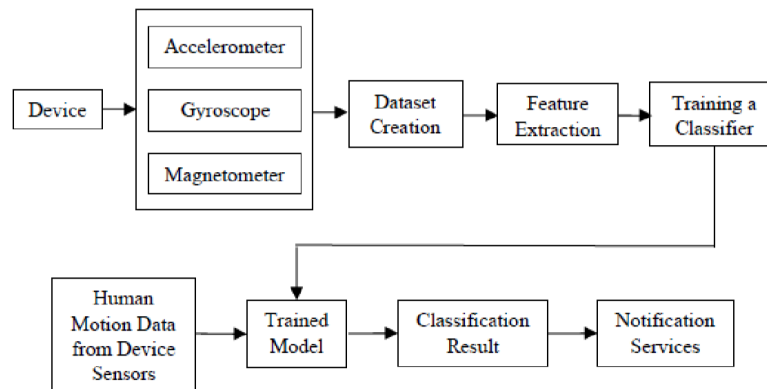 Device
Accelerometer
Gyroscope
Magnetometer
Dataset
Creation
Feature
Extraction
Training a
Classifier
Human
Motion Data
from Device
Sensors
Trained
Model
Classification
Result
Notification
Services